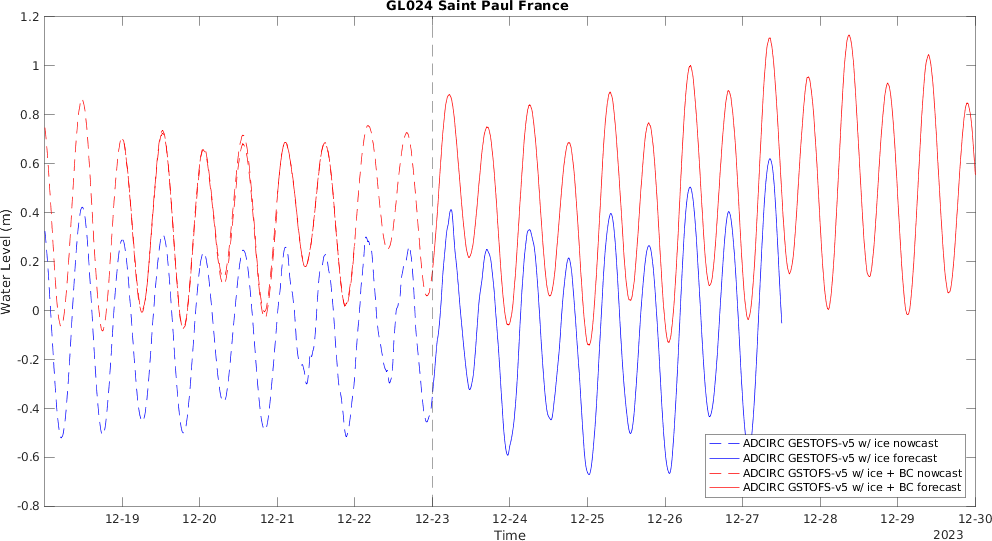 GL024 Saint Paul France
Water Level (m)
1.2
1
0.8
0.6
0.4
0.2
0
-0.2
-0.4
-0.6
-0.8
ADCIRC GESTOFS-v5 w/ ice nowcast
ADCIRC GESTOFS-v5 w/ ice forecast
ADCIRC GSTOFS-v5 w/ ice + BC nowcast
ADCIRC GSTOFS-v5 w/ ice + BC forecast
12-19 12-20 12-21 12-22 12-23 12-24 12-25 12-26 12-27 12-28 12-29 12-30
Time
2023